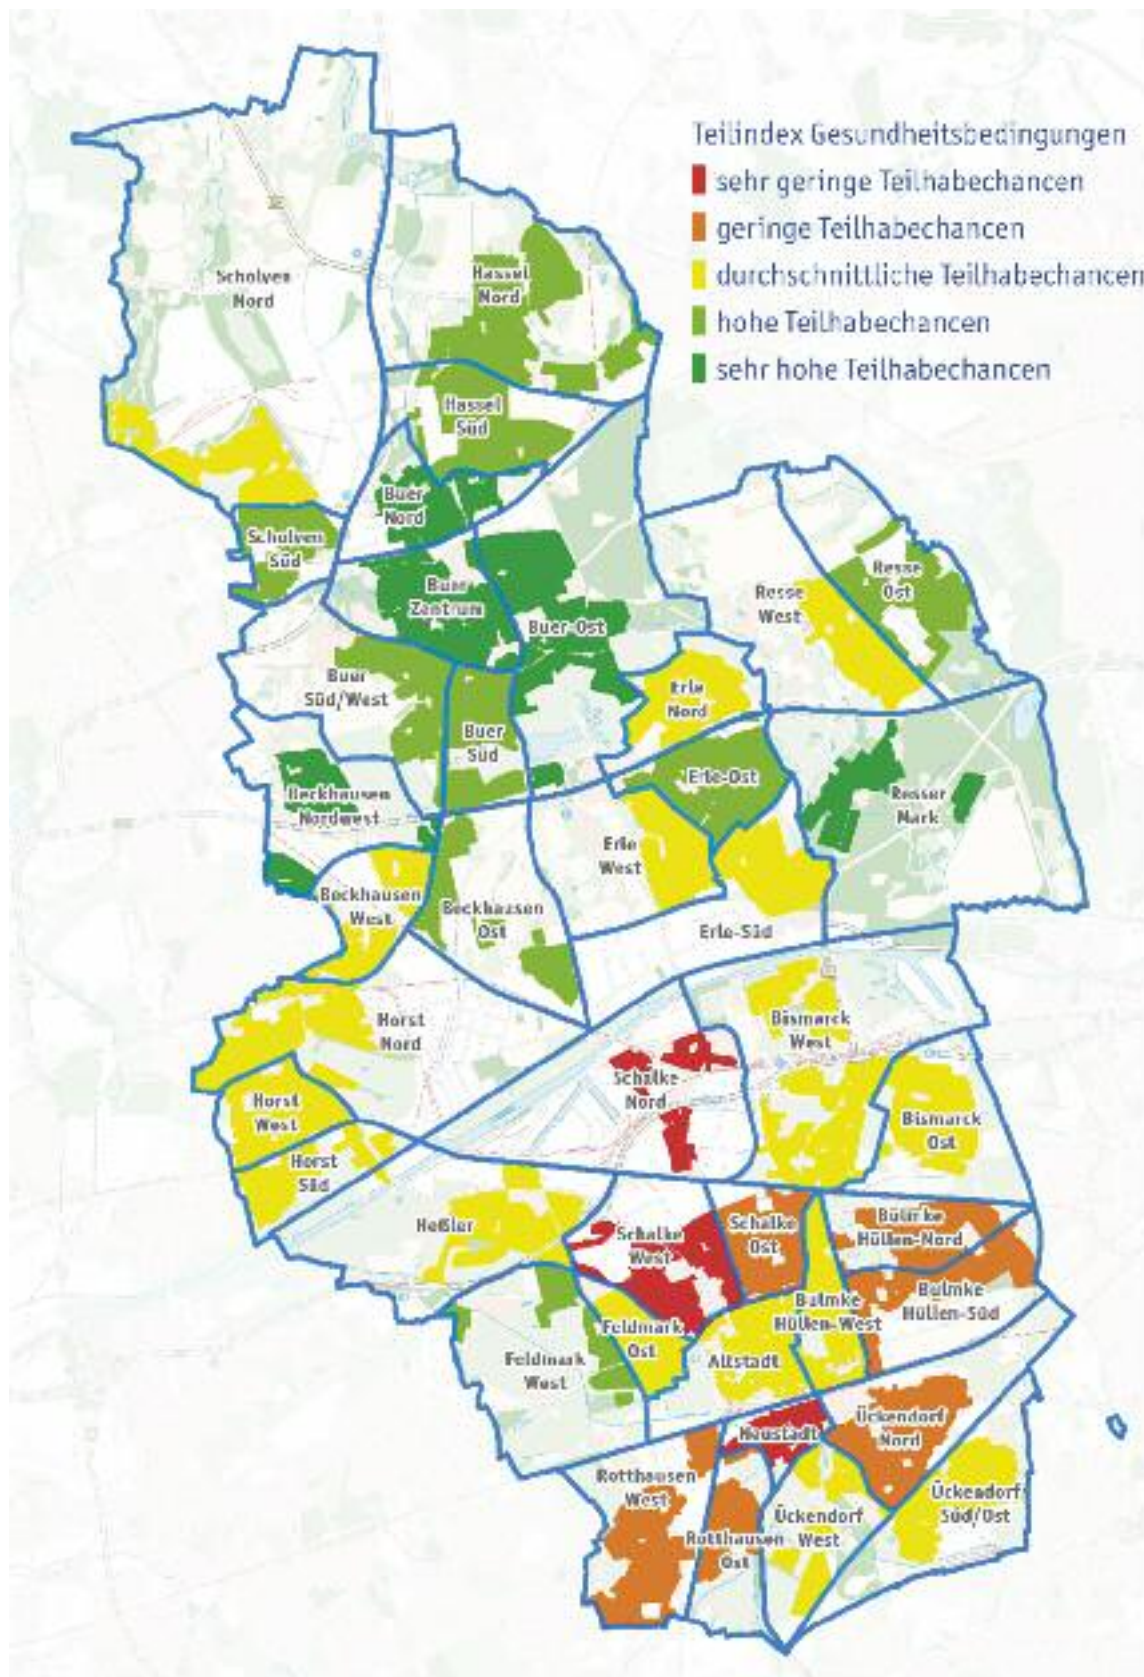 Teilindex Gesundheitsbedingungen
sehr geringe Teilhabechancen
geringe Teilhabechancen
durchschnittliche Teilhabechancen
hohe Teilhabechancen
sehr hohe Teilhabechancen
Scholven
Nord
Hassel
Nord
Hassel
Süd
Buer
Nord
Scholven
Süd
Buer
Zentrum
Buer-Ost
Resse
West
Resse
Ost
Buer
Süd/West
Erle
Nord
Buer
Süd
Erle-Ost
Beckhausen
Nordwest
Resser
Mark
Erle
West
Beckhausen
West
Beckhausen
Ost
Erle-Süd
Horst
Nord
Bismarck
West
Schalke
Nord
Horst
West
Bismarck
Ost
Horst
Süd
Heßler
Schalke
West
Schalke
Ost
Bulmke
Hüllen-Nord
Bulmke
Hüllen-West
Bulmke
Hüllen-Süd
Feldmark
Ost
Altstadt
Feldmark
West
Neustadt
Ückendorf
Nord
Rotthausen
West
Ückendorf
Süd/Ost
Ückendorf
West
Rotthausen
Ost